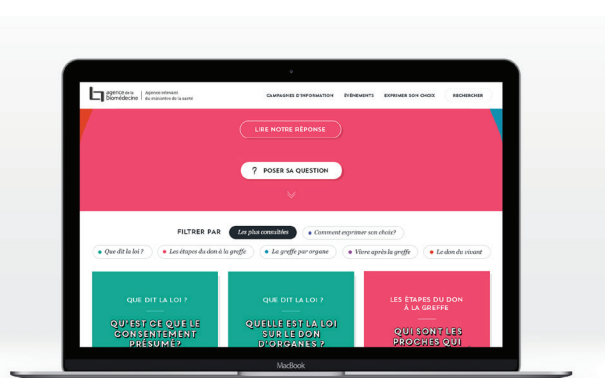 agence de la
biomédecine
Agence relevant
du ministère de la santé
CAMPAGNES D'INFORMATION ÉVÉNEMENTS EXPRIMER SON CHOIX RECHERCHER
LIRE NOTRE RÉPONSE
? POSER SA QUESTION
FILTRER PAR Les plus consultées Comment exprimer son choix?
Que dit la loi ? Les étapes du don à la greffe La greffe par organe Vivre après la greffe Le don du vivant
QUE DIT LA LOI ?
QU'EST CE QUE LE
CONSENTEMENT
PRÉSUMÉ?
QUE DIT LA LOI ?
QUELLE EST LA LOI
SUR LE DON
D'ORGANES ?
LES ÉTAPES DU DON
À LA GREFFE
QUI SONT LES
PROCHES QUI
MacBook